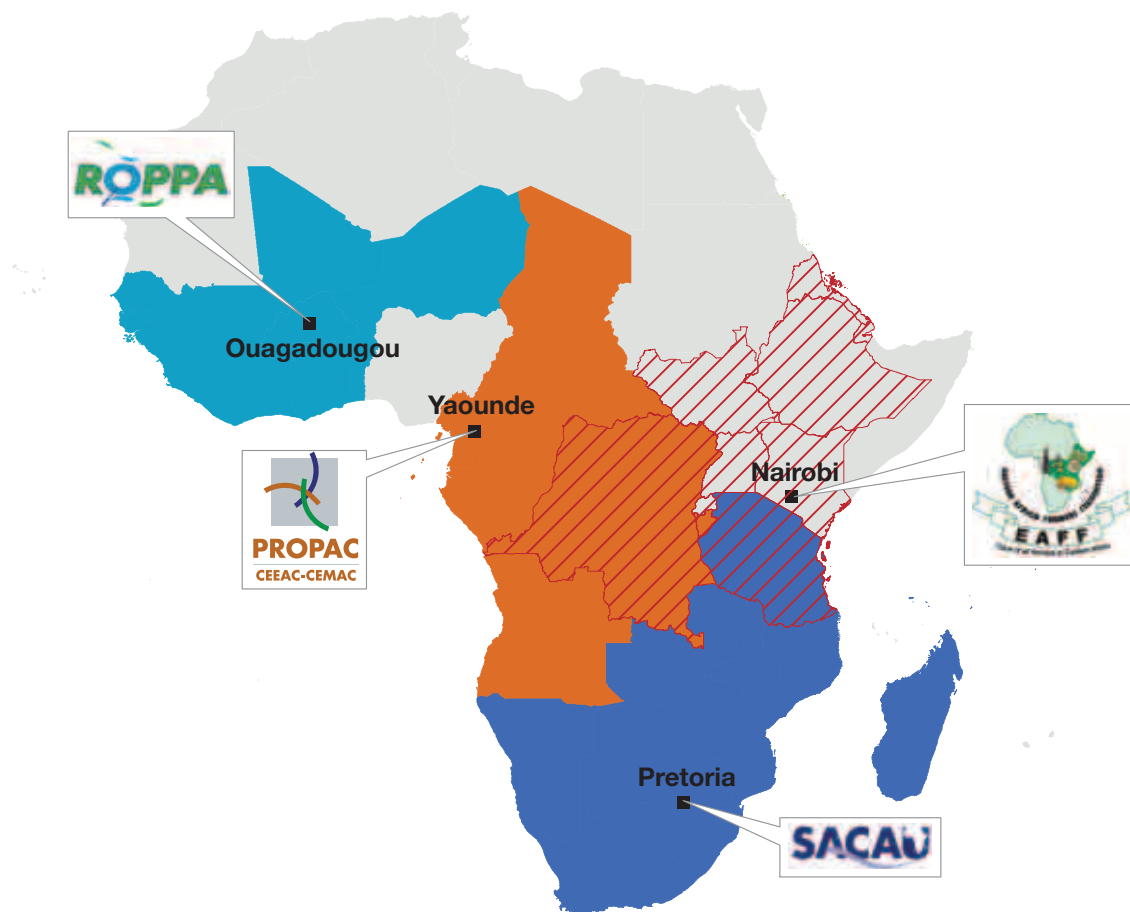 ROPPA
Ouagadougou
Yaounde
Nairobi
EAFF
PROPAC
CEEAC-CEMAC
Pretoria
SACAU